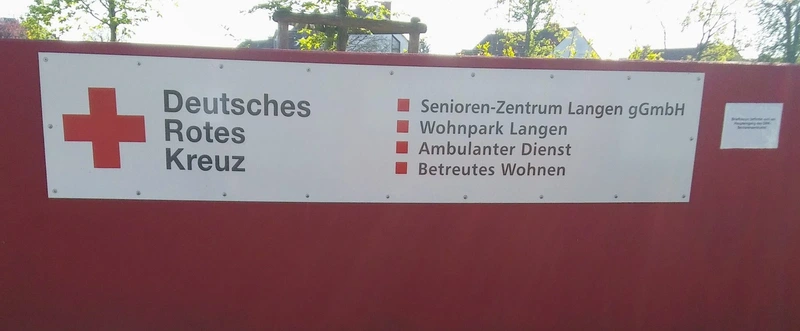 Deutsches
Rotes
Kreuz
Senioren-Zentrum Langen gGmbH
Wohnpark Langen
Ambulanter Dienst
Betreutes Wohnen